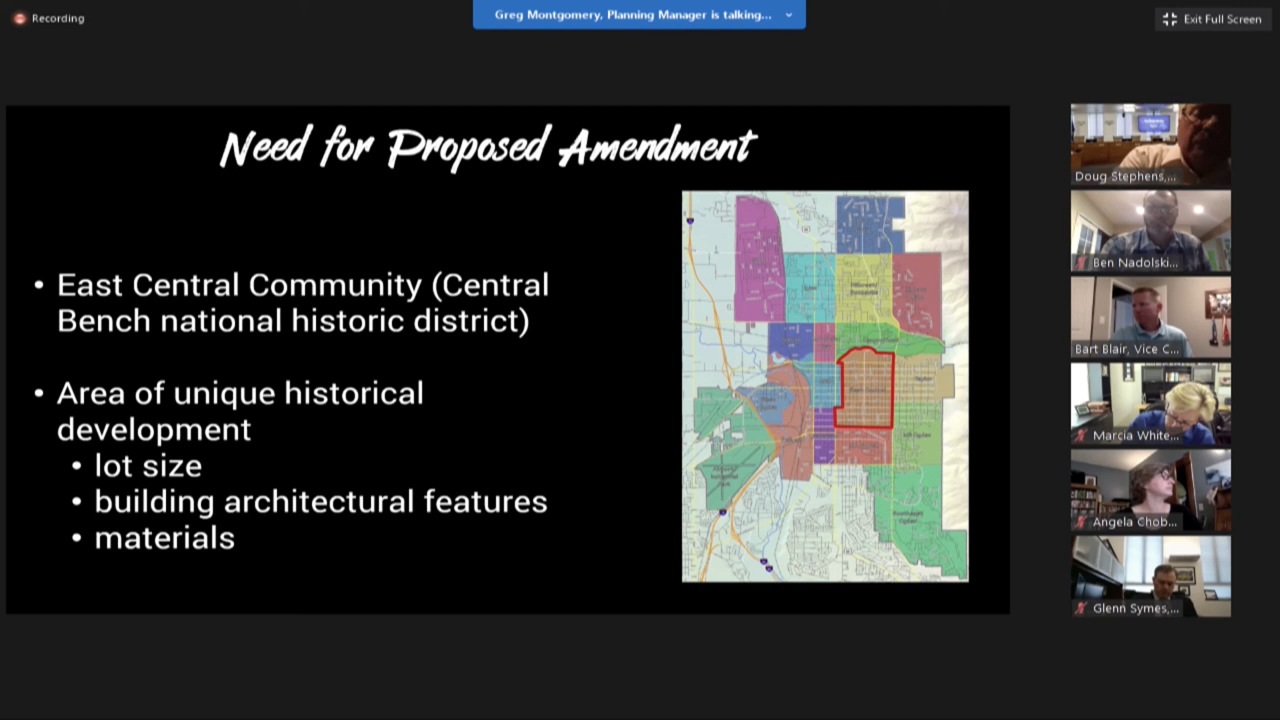 Recording
Greg Montgomery, Planning Manager is talking...
Exit Full Screen
Need for Proposed Amendment
• East Central Community (Central
Bench national historic district)
• Area of unique historical
development
• lot size
• building architectural features
• materials
Doug Stephens,...
Ben Nadolski...
Bart Blair, Vice C...
Marcia White...
Angela Chob...
Glenn Symes,...